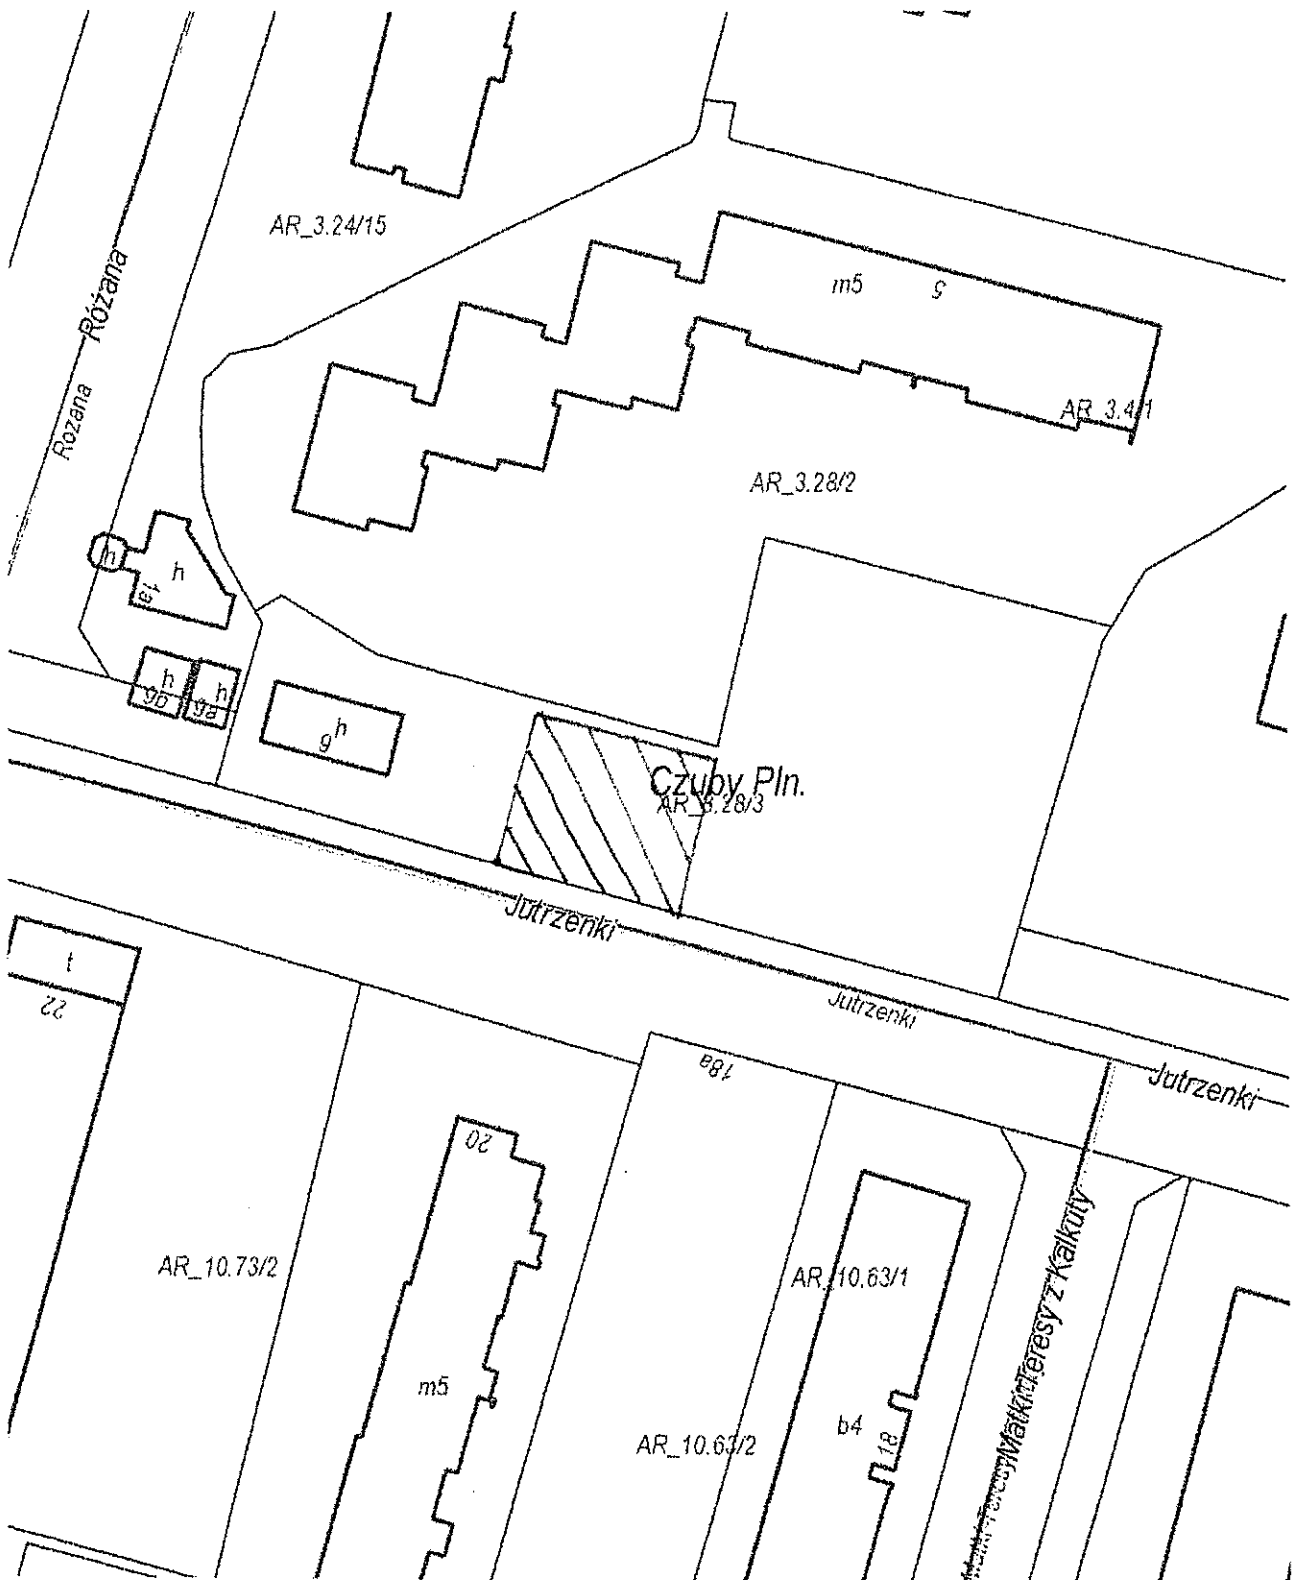 AR_3.24/15
Różana
m5
5
Rozana
AR_3.4/1
AR_3.28/2
h
h
h
9b
h
9a
h
9
Czuby Płn.
AR_3.28/3
Jutrzenki
t
22
Jutrzenki
18a
Jutrzenki
20
AR_10.73/2
AR_10.63/1
Matki Teresy z Kalkuty
m5
b4
18
AR_10.63/2